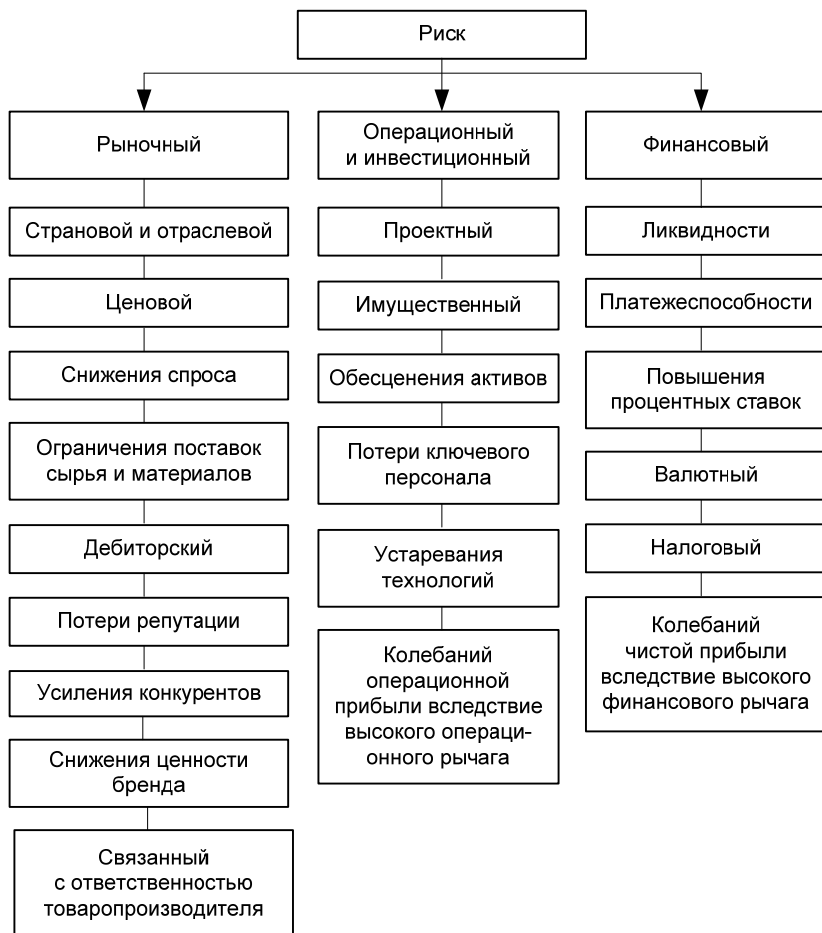 Риск
Рыночный
Страновой и отраслевой
Ценовой
Снижения спроса
Ограничения поставок
сырья и материалов
Дебиторский
Потери репутации
Усиления конкурентов
Снижения ценности
бренда
Связанный
с ответственностью
товаропроизводителя
Операционный
и инвестиционный
Проектный
Имущественный
Обесценения активов
Потери ключевого
персонала
Устаревания
технологий
Колебаний
операционной
прибыли вследствие
высокого операци-
онного рычага
Финансовый
Ликвидности
Платежеспособности
Повышения
процентных ставок
Валютный
Налоговый
Колебаний
чистой прибыли
вследствие высокого
финансового рычага